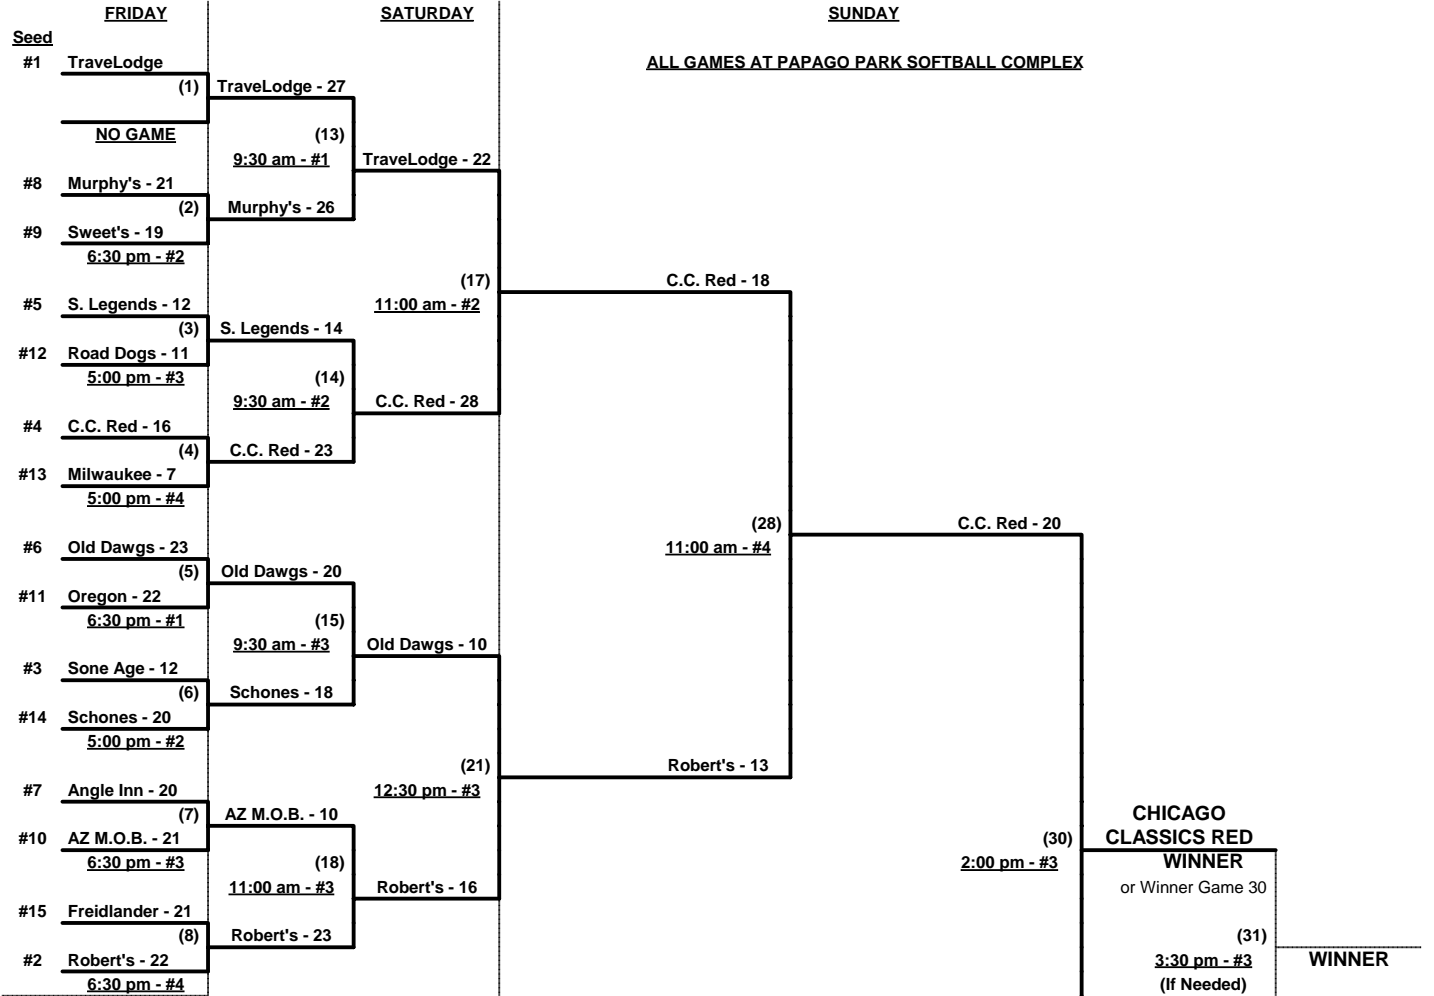 FRIDAY SATURDAY SUNDAY
Seed
#1 TraveLodge ALL GAMES AT PAPAGO PARK SOFTBALL COMPLEX
(1) TraveLodge - 27
NO GAME (13)
9:30 am - #1 TraveLodge - 22
#8 Murphy's - 21
(2) Murphy's - 26
#9 Sweet's - 19
6:30 pm - #2
(17) C.C. Red - 18
#5 S. Legends - 12 11:00 am - #2
(3) S. Legends - 14
#12 Road Dogs - 11
5:00 pm - #3 (14)
9:30 am - #2 C.C. Red - 28
#4 C.C. Red - 16
(4) C.C. Red - 23
#13 Milwaukee - 7
5:00 pm - #4
(28) C.C. Red - 20
#6 Old Dawgs - 23 11:00 am - #4
(5) Old Dawgs - 20
#11 Oregon - 22
6:30 pm - #1 (15)
9:30 am - #3 Old Dawgs - 10
#3 Sone Age - 12
(6) Schones - 18
#14 Schones - 20
5:00 pm - #2
(21) Robert's - 13
#7 Angle Inn - 20 12:30 pm - #3
(7) AZ M.O.B. - 10 CHICAGO
#10 AZ M.O.B. - 21 (30) CLASSICS RED
6:30 pm - #3 (18) 2:00 pm - #3 WINNER
11:00 am - #3 Robert's - 16 or Winner Game 30
#15 Freidlander - 21
(8) Robert's - 23 (31)
#2 Robert's - 22 3:30 pm - #3 WINNER
6:30 pm - #4 (If Needed)